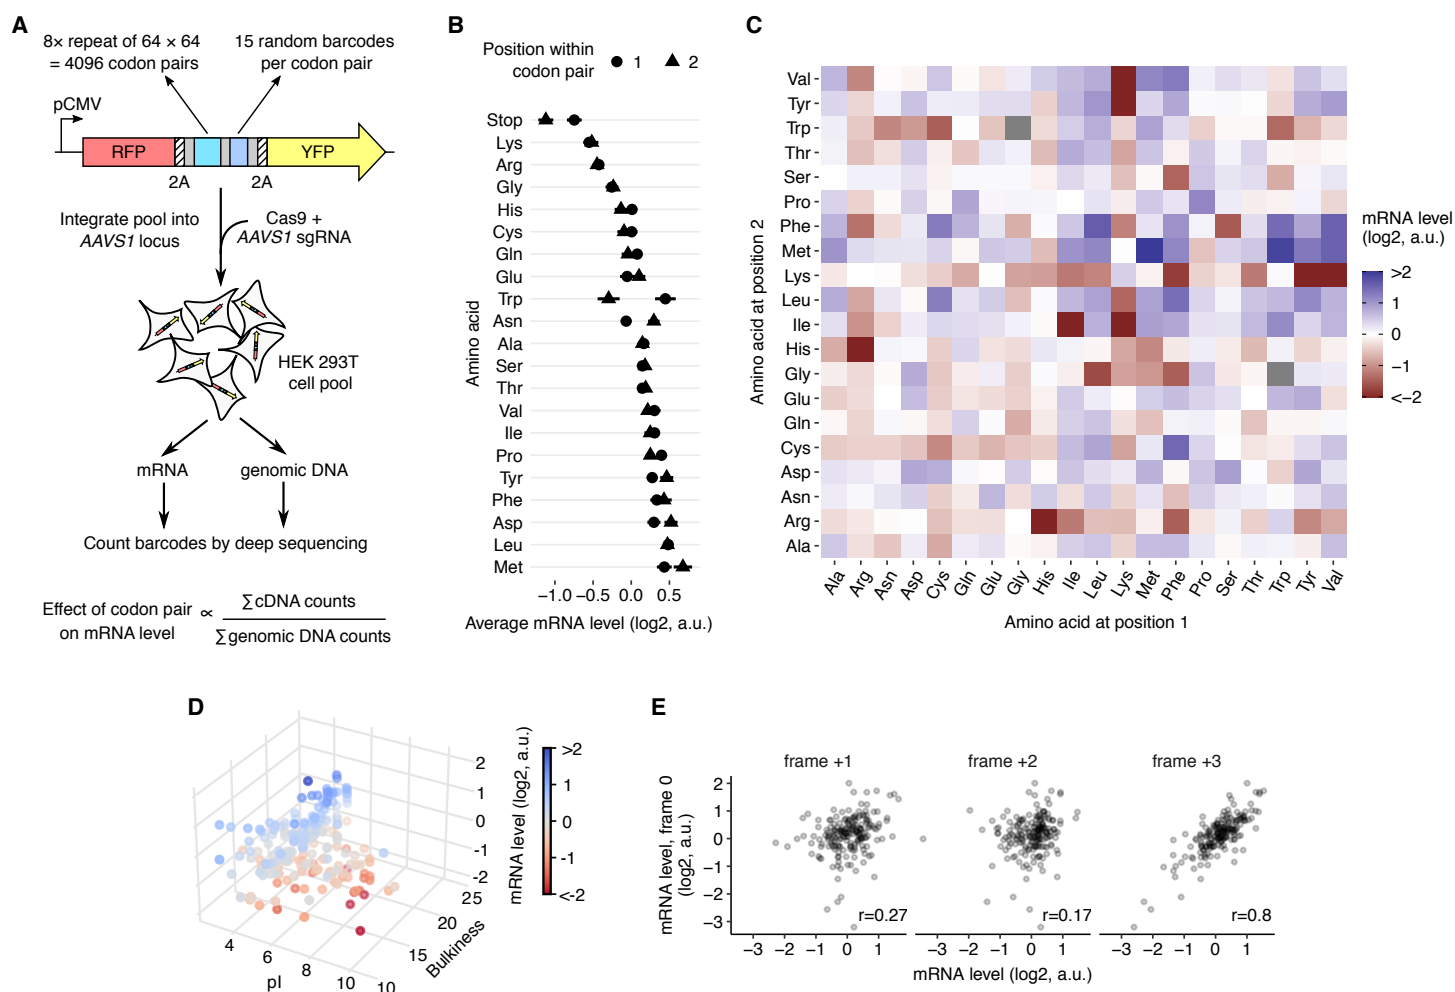 A
8× repeat of 64 × 64
= 4096 codon pairs
15 random barcodes
per codon pair
pCMV
RFP
YFP
2A
2A
Integrate pool into
AAVS1 locus
Cas9 +
AAVS1 sgRNA
HEK 293T
cell pool
mRNA
genomic DNA
Count barcodes by deep sequencing
Effect of codon pair
on mRNA level
∝
∑cDNA counts
∑genomic DNA counts
B
Position within
codon pair
1
2
Amino acid
Stop
Lys
Arg
Gly
His
Cys
Gln
Glu
Trp
Asn
Ala
Ser
Thr
Val
Ile
Pro
Tyr
Phe
Asp
Leu
Met
−1.0 −0.5 0.0 0.5
Average mRNA level (log2, a.u.)
C
Amino acid at position 2
Val
Tyr
Trp
Thr
Ser
Pro
Phe
Met
Lys
Leu
Ile
His
Gly
Glu
Gln
Cys
Asp
Asn
Arg
Ala
Ala Arg Asn Asp Cys Gln Glu Gly His Ile Leu Lys Met Phe Pro Ser Thr Trp Tyr Val
Amino acid at position 1
mRNA level
(log2, a.u.)
>2
1
0
−1
<−2
D
2
1
0
-1
-2
25
20
15
10
Bulkiness
4
6
8
10
pI
mRNA level (log2, a.u.)
>2
1
0
-1
<-2
E
mRNA level, frame 0
(log2, a.u.)
2
1
0
−1
−2
−3
frame +1
frame +2
frame +3
r=0.27
r=0.17
r=0.8
−3 −2 −1 0 1
−3 −2 −1 0 1
−3 −2 −1 0 1
mRNA level (log2, a.u.)